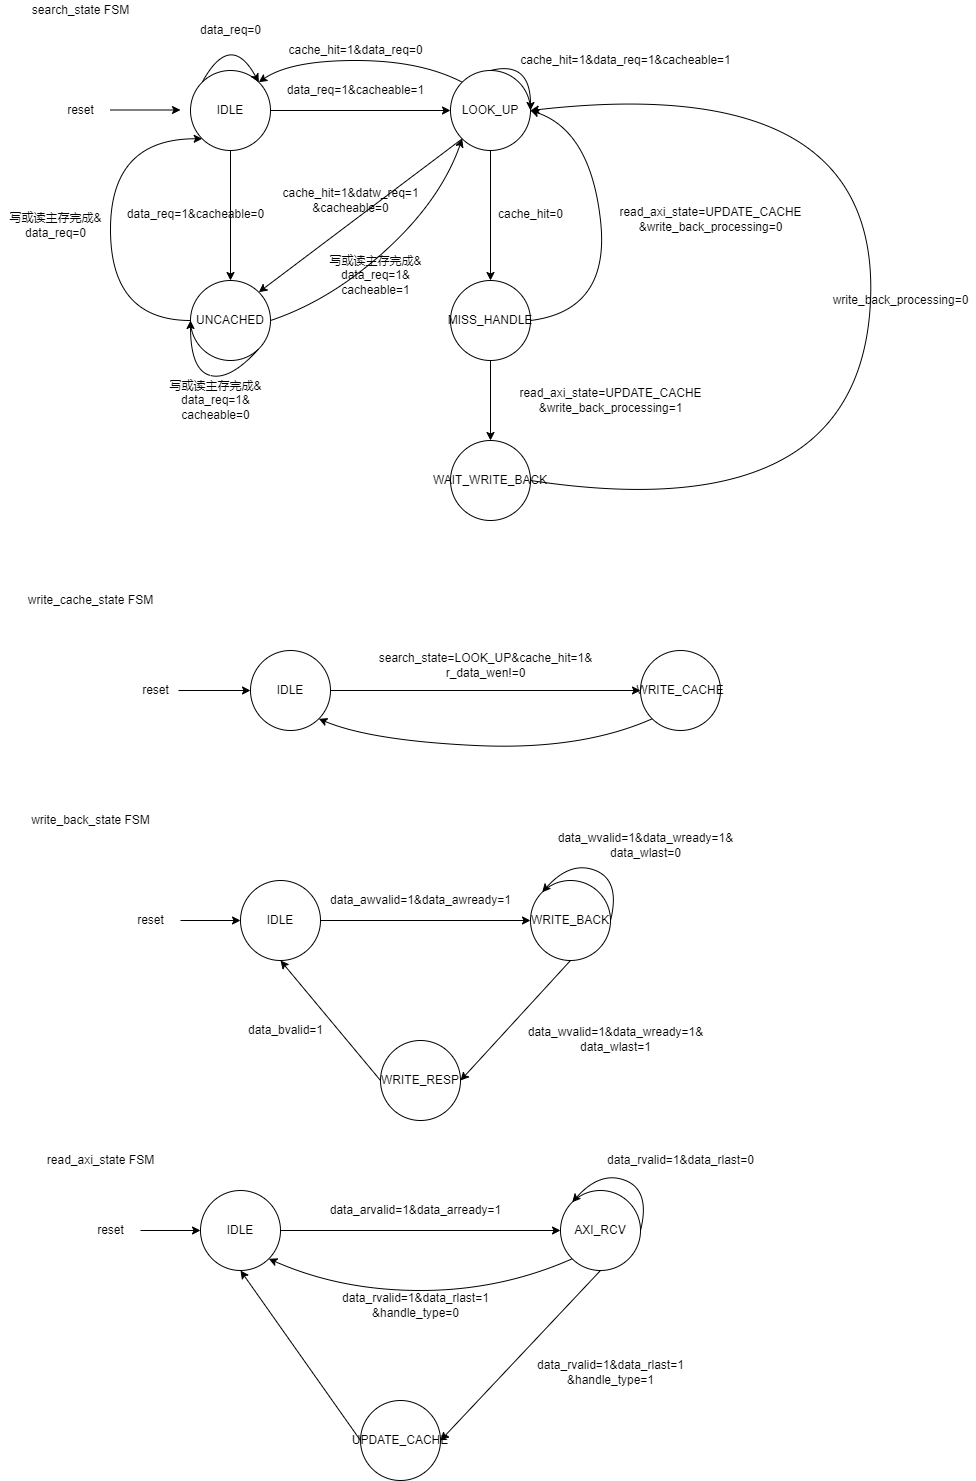 search_state FSM
data_req=0
cache_hit=1&data_req=0
cache_hit=1&data_req=1&cacheable=1
data_req=1&cacheable=1
reset
IDLE
LOOK_UP
cache_hit=1&datw_req=1
&cacheable=0
写或读主存完成&
data_req=0
data_req=1&cacheable=0
cache_hit=0
read_axi_state=UPDATE_CACHE
&write_back_processing=0
写或读主存完成&
data_req=1&
cacheable=1
write_back_processing=0
UNCACHED
MISS_HANDLE
写或读主存完成&
data_req=1&
cacheable=0
read_axi_state=UPDATE_CACHE
&write_back_processing=1
WAIT_WRITE_BACK
write_cache_state FSM
search_state=LOOK_UP&cache_hit=1&
r_data_wen!=0
reset
IDLE
WRITE_CACHE
write_back_state FSM
data_wvalid=1&data_wready=1&
data_wlast=0
data_awvalid=1&data_awready=1
reset
IDLE
WRITE_BACK
data_bvalid=1
data_wvalid=1&data_wready=1&
data_wlast=1
WRITE_RESP
read_axi_state FSM
data_rvalid=1&data_rlast=0
data_arvalid=1&data_arready=1
reset
IDLE
AXI_RCV
data_rvalid=1&data_rlast=1
&handle_type=0
data_rvalid=1&data_rlast=1
&handle_type=1
UPDATE_CACHE